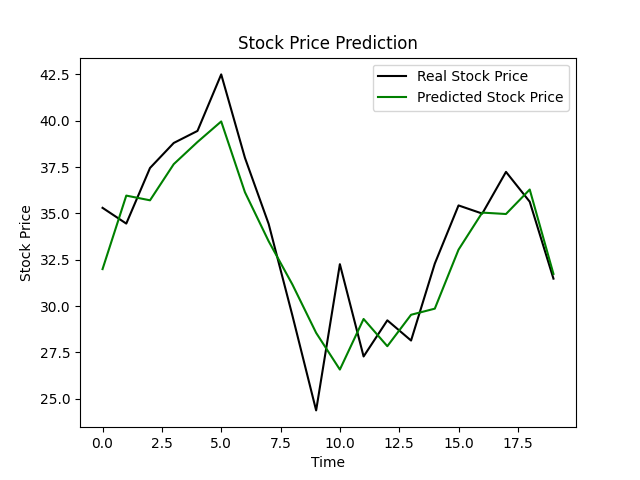 Stock Price Prediction
Real Stock Price
Predicted Stock Price
42.5
40.0
37.5
35.0
32.5
30.0
27.5
25.0
Stock Price
0.0 2.5 5.0 7.5 10.0 12.5 15.0 17.5
Time